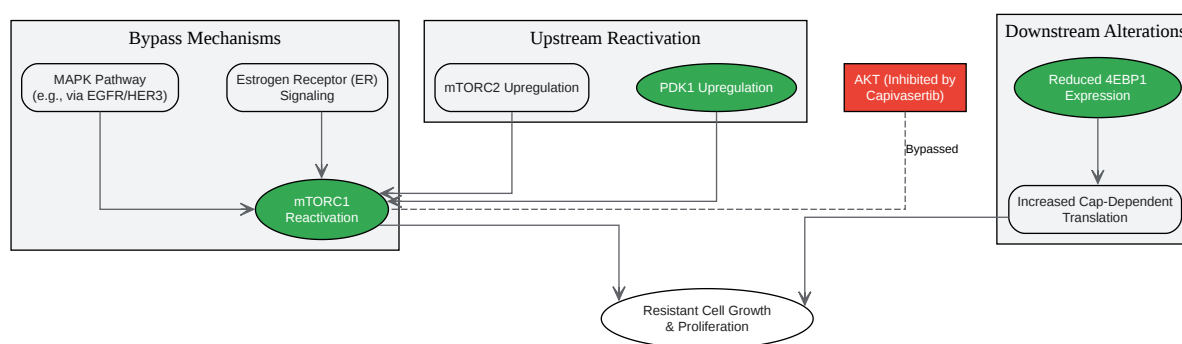 Bypass Mechanisms
MAPK Pathway
(e.g., via EGFR/HER3)
Estrogen Receptor (ER)
Signaling
mTORC1
Reactivation
Upstream Reactivation
mTORC2 Upregulation
PDK1 Upregulation
AKT (Inhibited by
Capivasertib)
Bypassed
Downstream Alterations
Reduced 4EBP1
Expression
Increased Cap-Dependent
Translation
Resistant Cell Growth
& Proliferation